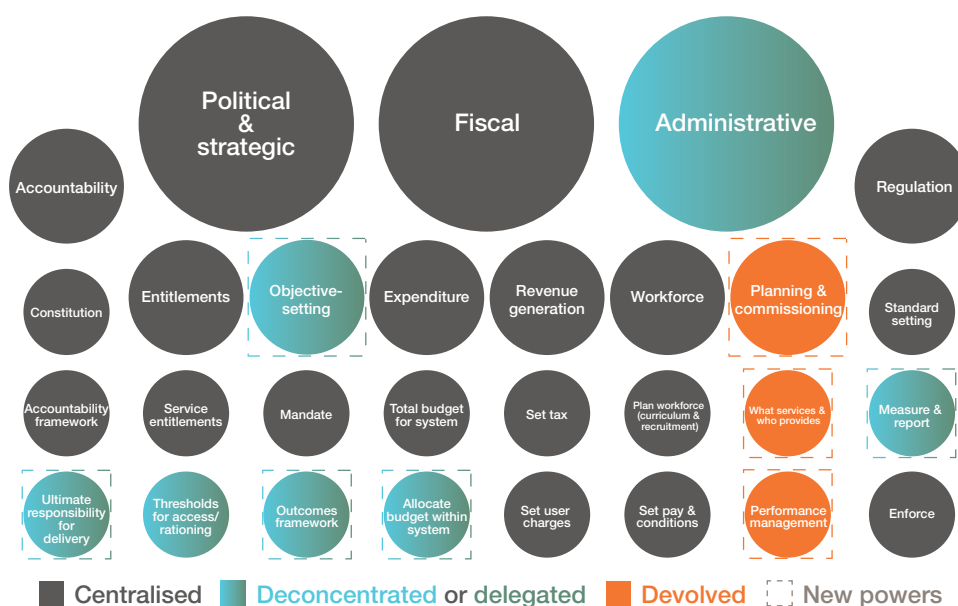 Political
&
strategic
Fiscal
Administrative
Accountability
Regulation
Entitlements
Objective-
setting
Expenditure
Revenue
generation
Workforce
Planning &
commissioning
Constitution
Standard
setting
Accountability
framework
Service
entitlements
Mandate
Total budget
for system
Set tax
Plan workforce
(curriculum &
recruitment)
What services &
who provides
Measure &
report
Ultimate
responsibility
for
delivery
Thresholds
for access/
rationing
Outcomes
framework
Allocate
budget within
system
Set user
charges
Set pay &
conditions
Performance
management
Enforce
Centralised
Deconcentrated or delegated
Devolved
New powers